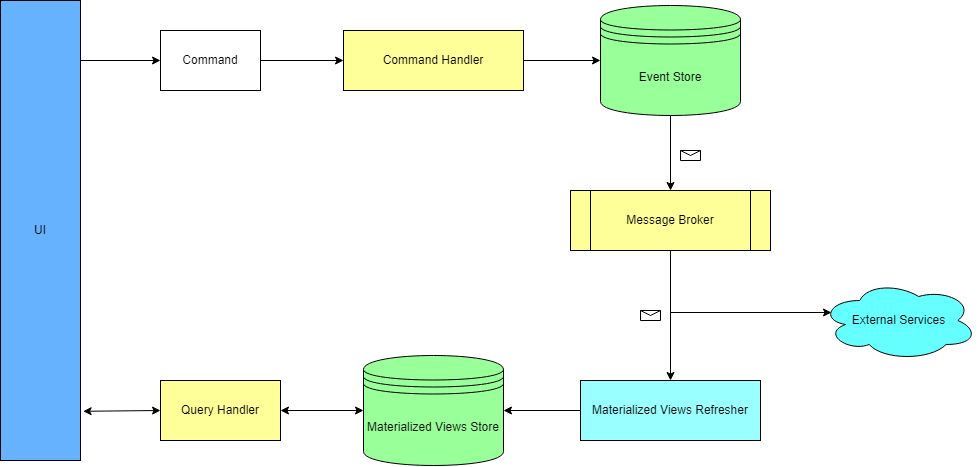 Command
Command Handler
Event Store
Message Broker
UI
External Services
Query Handler
Materialized Views Store
Materialized Views Refresher